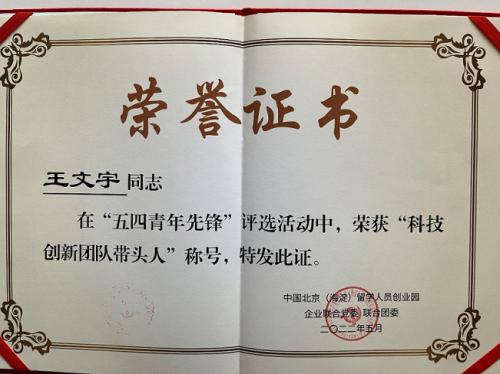 荣誉证书
王文宇 同志
在“五四青年先锋”评选活动中，荣获“科技
创新团队带头人”称号，特发此证。
中国北京（海淀）留学人员创业园
企业联合党委 联合团委
二〇二二年五月